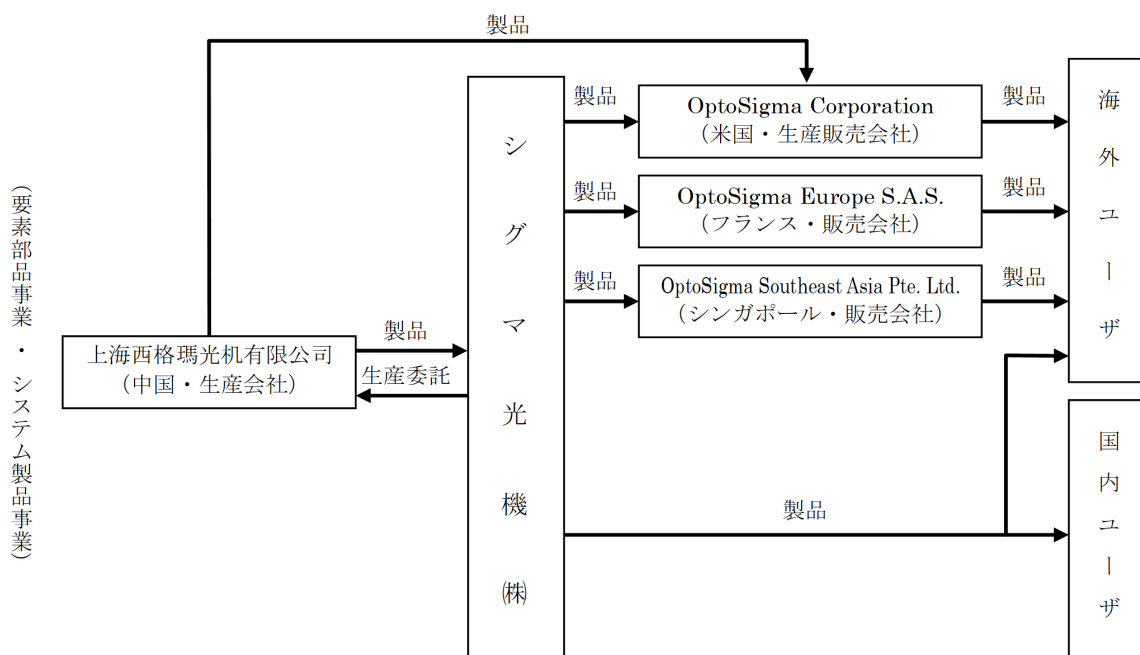 (要素部品事業・システム製品事業)
製品
上海西格瑪光机有限公司
（中国・生産会社）
製品
生産委託
シグマ光機㈱
製品
OptoSigma Corporation
（米国・生産販売会社）
製品
製品
OptoSigma Europe S.A.S.
（フランス・販売会社）
製品
製品
OptoSigma Southeast Asia Pte. Ltd.
（シンガポール・販売会社）
製品
製品
海外ユーザ
国内ユーザ